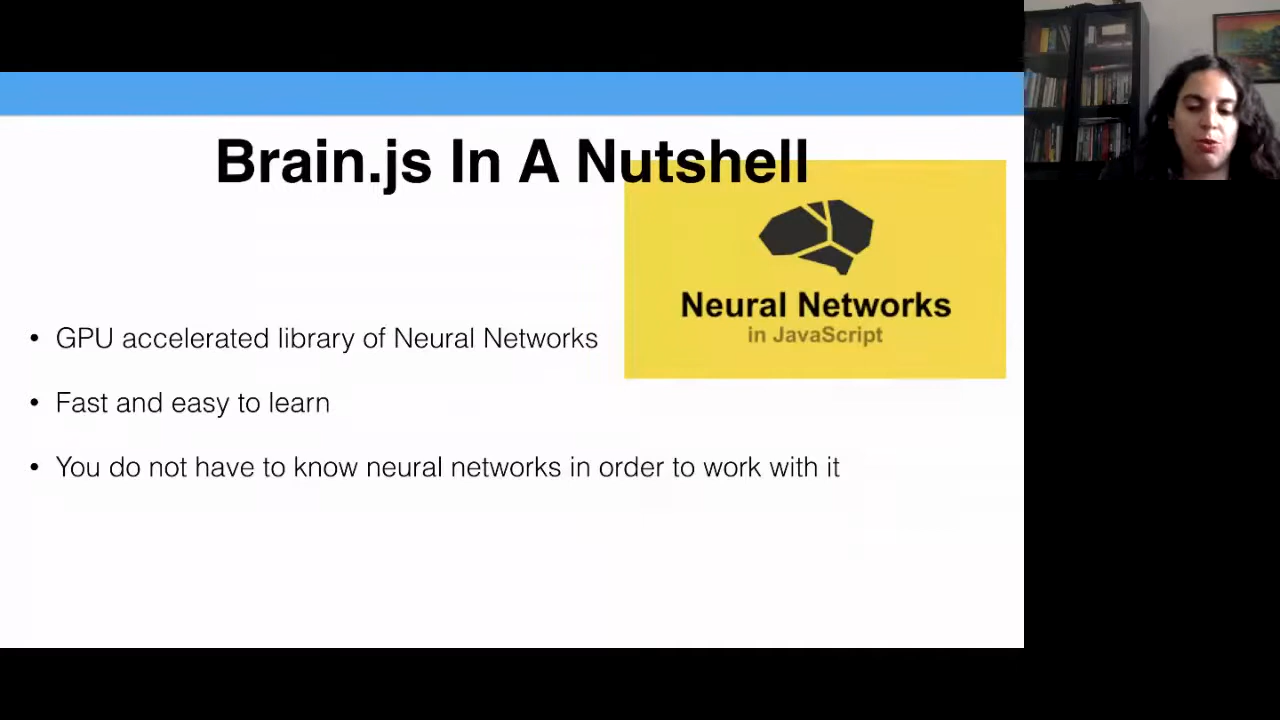 Brain.js In A Nutshell
Neural Networks
in JavaScript
• GPU accelerated library of Neural Networks
• Fast and easy to learn
• You do not have to know neural networks in order to work with it